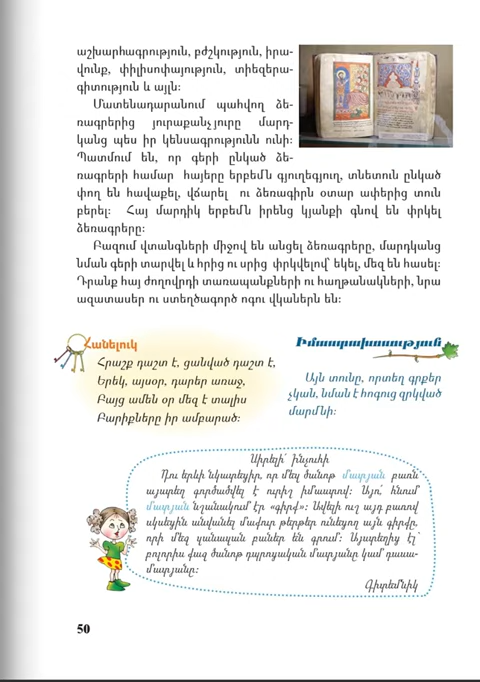 աշխարհագրություն, բժշկություն, իրա-
վունք, փիլիսոփայություն, տիեզերա-
գիտություն և այլն:
Մատենադարանում պահվող ձե-
ռագրերից յուրաքանչյուրը մարդ-
կանց պես իր կենսագրությունն ունի:
Պատմում են, որ գերի ընկած ձե-
ռագրերի համար հայերը երբեմն գյուղեգյուղ, տնետուն ընկած
փող են հավաքել, վճարել ու ձեռագիրն օտար ափերից տուն
բերել: Հայ մարդիկ երբեմն իրենց կյանքի գնով են փրկել
ձեռագրերը:
Բազում վտանգների միջով են անցել ձեռագրերը, մարդկանց
նման գերի տարվել և հրից ու սրից փրկվելով՝ եկել, մեզ են հասել:
Դրանք հայ ժողովրդի տառապանքների ու հաղթանակների, նրա
ազատասեր ու ստեղծագործ ոգու վկաներն են:
Հանելուկ
Հրաշք դաշտ է, ցանված դաշտ է,
Երեկ, այսօր, դարեր առաջ,
Բայց ամեն օր մեզ է տալիս
Բարիքները իր ամբարած:
Իմաստախոսություն
Այն տունը, որտեղ գրքեր
չկան, նման է հոգուց զրկված
մարմնի:
Սիրելի՛ ինչուիի
Դու երևի նկատեցիր, որ մեզ ծանոթ մատյան բառն
այստեղ գործածվել է ուրիշ իմաստով: Այո՛, հնում
մատյան նշանակում էր «գիրք»: Ավելի ուշ այդ բառով
սկսեցին անվանել մաքուր թերթեր ունեցող այն գիրքը,
որի մեջ զանազան բաներ են գրում: Այստեղից էլ՝
բոլորիս քաջ ծանոթ դպրոցական մատյանը կամ դասա-
մատյանը:
Գիտեմնիկ
50